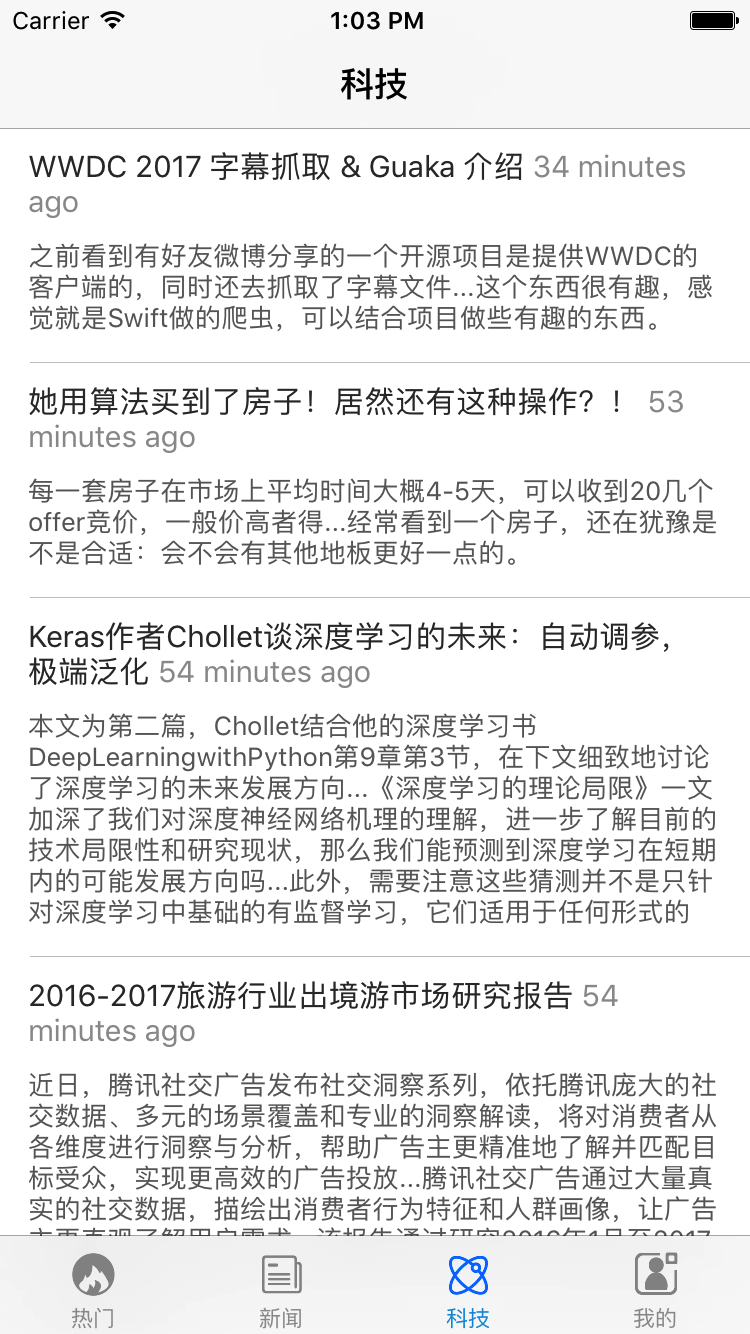 Carrier 1:03 PM
科技
WWDC 2017 字幕抓取 & Guaka 介绍 34 minutes
ago
之前看到有好友微博分享的一个开源项目是提供WWDC的
客户端的，同时还去抓取了字幕文件...这个东西很有趣，感
觉就是Swift做的爬虫，可以结合项目做些有趣的东西。
她用算法买到了房子！居然还有这种操作？！ 53
minutes ago
每一套房子在市场上平均时间大概4-5天，可以收到20几个
offer竞价，一般价高者得...经常看到一个房子，还在犹豫是
不是合适：会不会有其他地板更好一点的。
Keras作者Chollet谈深度学习的未来：自动调参，
极端泛化 54 minutes ago
本文为第二篇，Chollet结合他的深度学习书
DeepLearningwithPython第9章第3节，在下文细致地讨论
了深度学习的未来发展方向...《深度学习的理论局限》一文
加深了我们对深度神经网络机理的理解，进一步了解目前的
技术局限性和研究现状，那么我们能预测到深度学习在短期
内的可能发展方向吗...此外，需要注意这些猜测并不是只针
对深度学习中基础的有监督学习，它们适用于任何形式的
2016-2017旅游行业出境游市场研究报告 54
minutes ago
近日，腾讯社交广告发布社交洞察系列，依托腾讯庞大的社
交数据、多元的场景覆盖和专业的洞察解读，将对消费者从
各维度进行洞察与分析，帮助广告主更精准地了解并匹配目
标受众，实现更高效的广告投放...腾讯社交广告通过大量真
实的社交数据，描绘出消费者行为特征和人群画像，让广告
热门 新闻 科技 我的